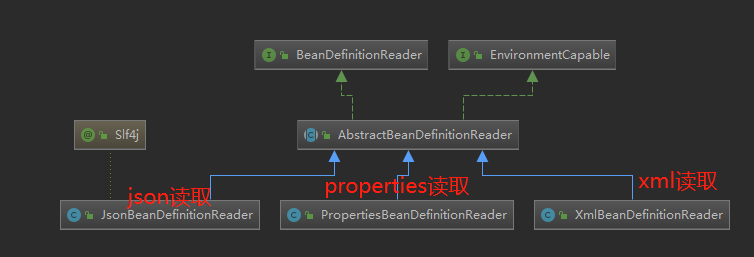 BeanDefinitionReader
EnvironmentCapable
Slf4j
AbstractBeanDefinitionReader
json读取
properties读取
xml读取
JsonBeanDefinitionReader
PropertiesBeanDefinitionReader
XmlBeanDefinitionReader